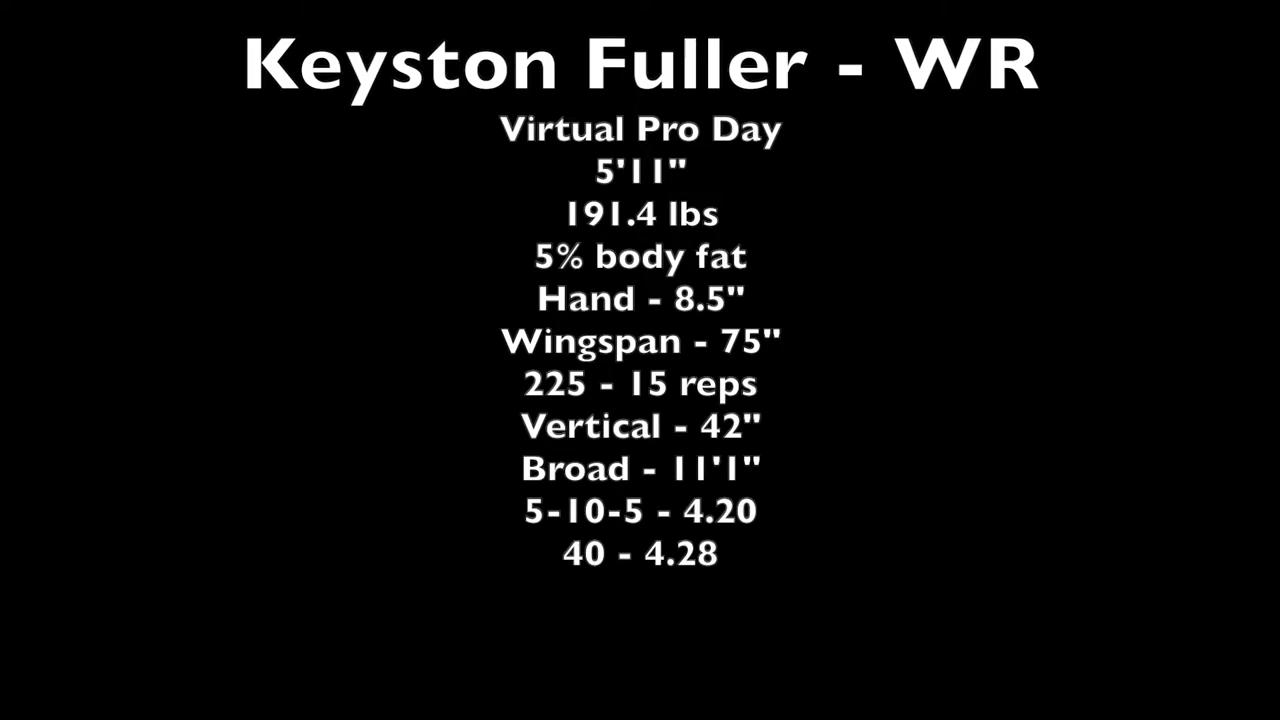 Keyston Fuller - WR
Virtual Pro Day
5'11"
191.4 lbs
5% body fat
Hand - 8.5"
Wingspan - 75"
225 - 15 reps
Vertical - 42"
Broad - 11'1"
5-10-5 - 4.20
40 - 4.28